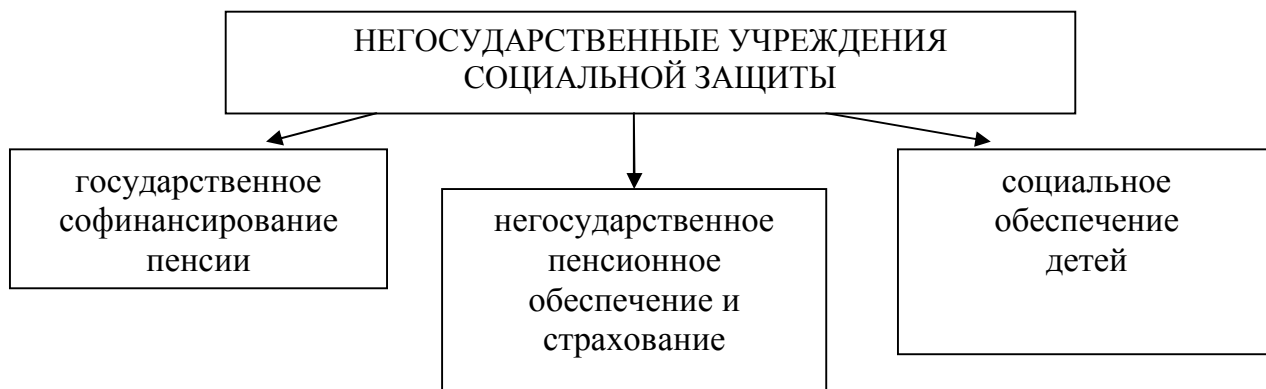 НЕГОСУДАРСТВЕННЫЕ УЧРЕЖДЕНИЯ
СОЦИАЛЬНОЙ ЗАЩИТЫ
государственное
софинансирование
пенсии
негосударственное
пенсионное
обеспечение и
страхование
социальное
обеспечение
детей